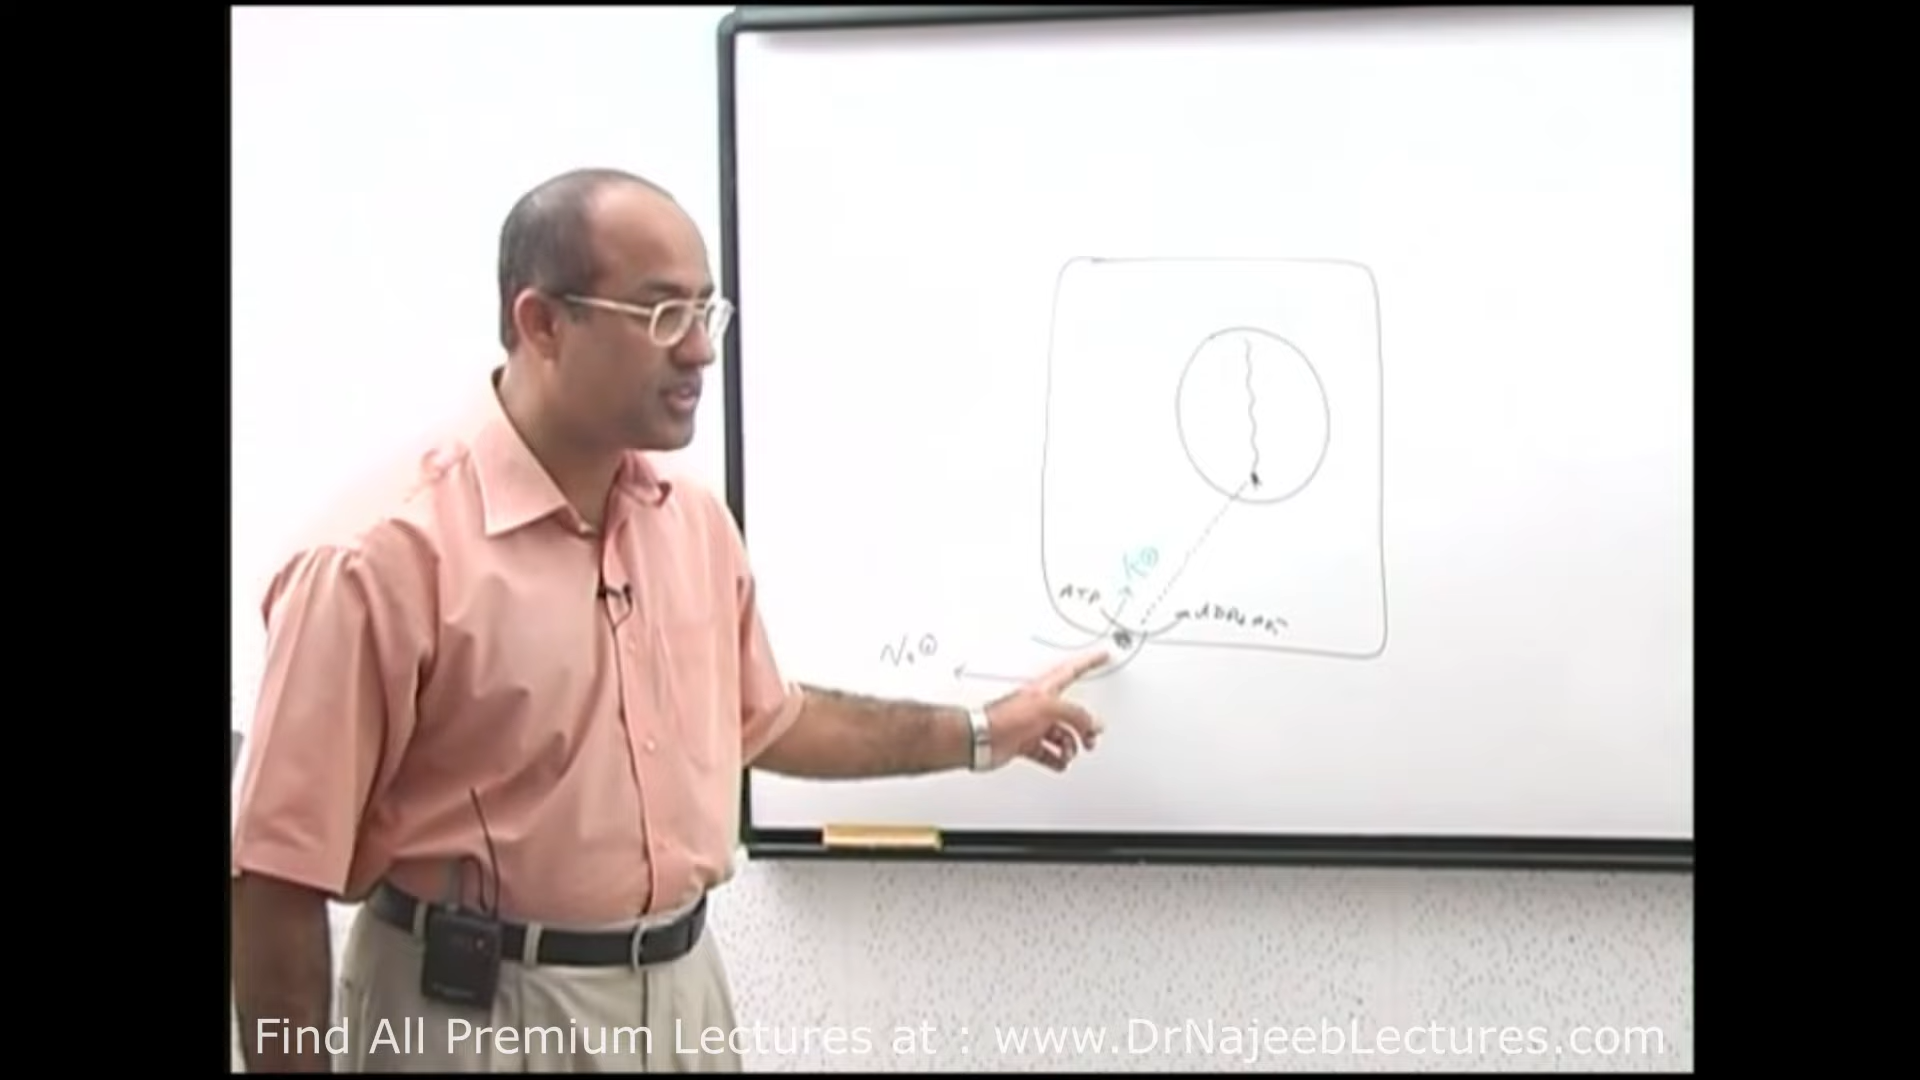 K⊕
ATP
Na⊕
Find All Premium Lectures at : www.DrNajeebLectures.com